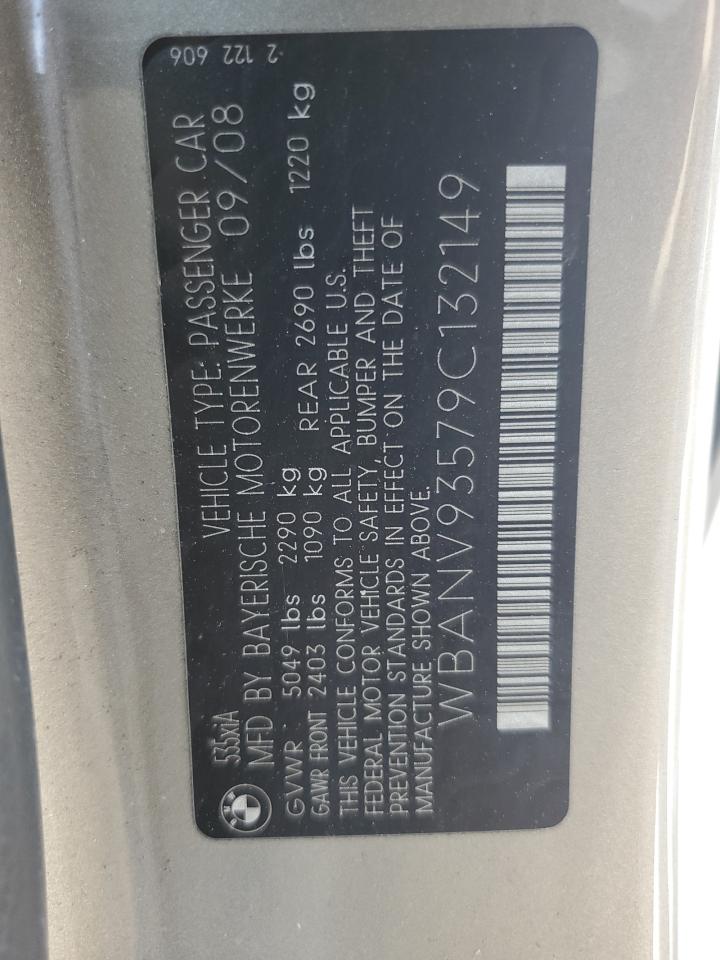 535xiA
VEHICLE TYPE: PASSENGER CAR
MFD BY BAYERISCHE MOTORENWERKE 09/08
GVWR 5049 lbs 2290 kg
GAWR FRONT 2403 lbs 1090 kg REAR 2690 lbs 1220 kg
THIS VEHICLE CONFORMS TO ALL APPLICABLE U.S.
FEDERAL MOTOR VEHICLE SAFETY, BUMPER AND THEFT
PREVENTION STANDARDS IN EFFECT ON THE DATE OF
MANUFACTURE SHOWN ABOVE.
WBANV93579C132149
2 122 606